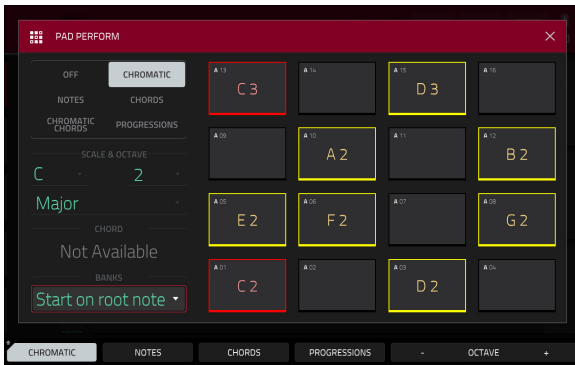 PAD PERFORM
OFF CHROMATIC
NOTES CHORDS
CHROMATIC CHORDS PROGRESSIONS
SCALE & OCTAVE
C 2
Major
CHORD
Not Available
BANKS
Start on root note
A 13 C 3
A 14
A 15 D 3
A 16
A 09
A 10 A 2
A 11
A 12 B 2
A 05 E 2
A 06 F 2
A 07
A 08 G 2
A 01 C 2
A 02
A 03 D 2
A 04
CHROMATIC NOTES CHORDS PROGRESSIONS - OCTAVE +